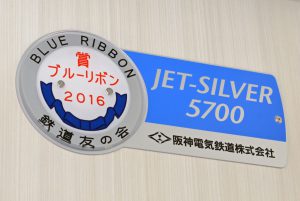 BLUE RIBBON
賞
ブルーリボン
2016
鉄道友の会
JET-SILVER
5700
阪神電気鉄道株式会社